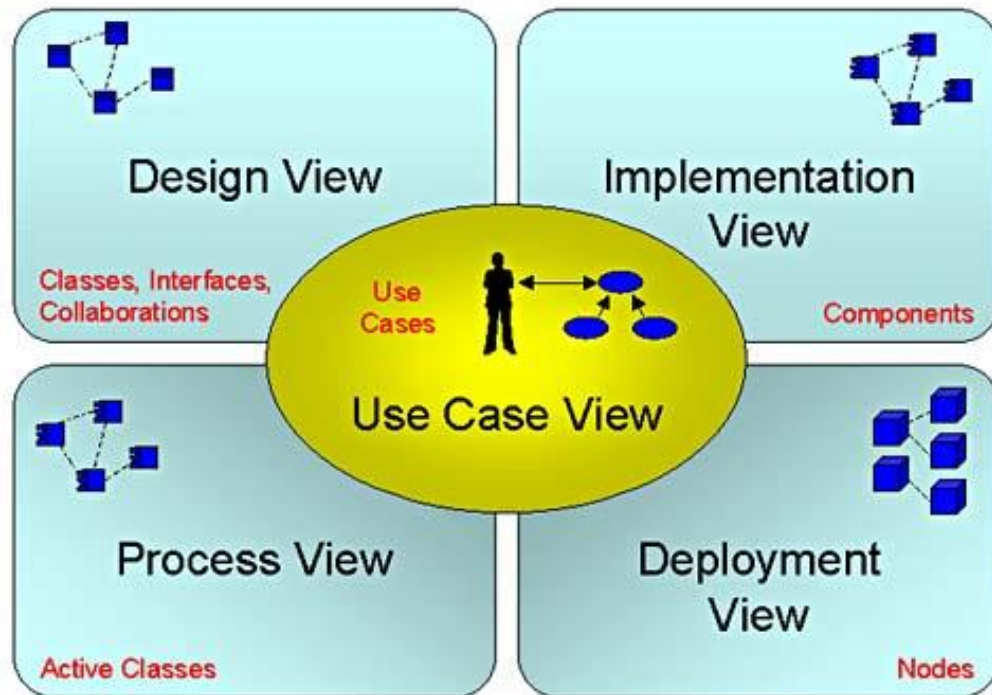 Design View
Classes, Interfaces,
Collaborations
Implementation
View
Components
Use
Cases
Use Case View
Process View
Active Classes
Deployment
View
Nodes